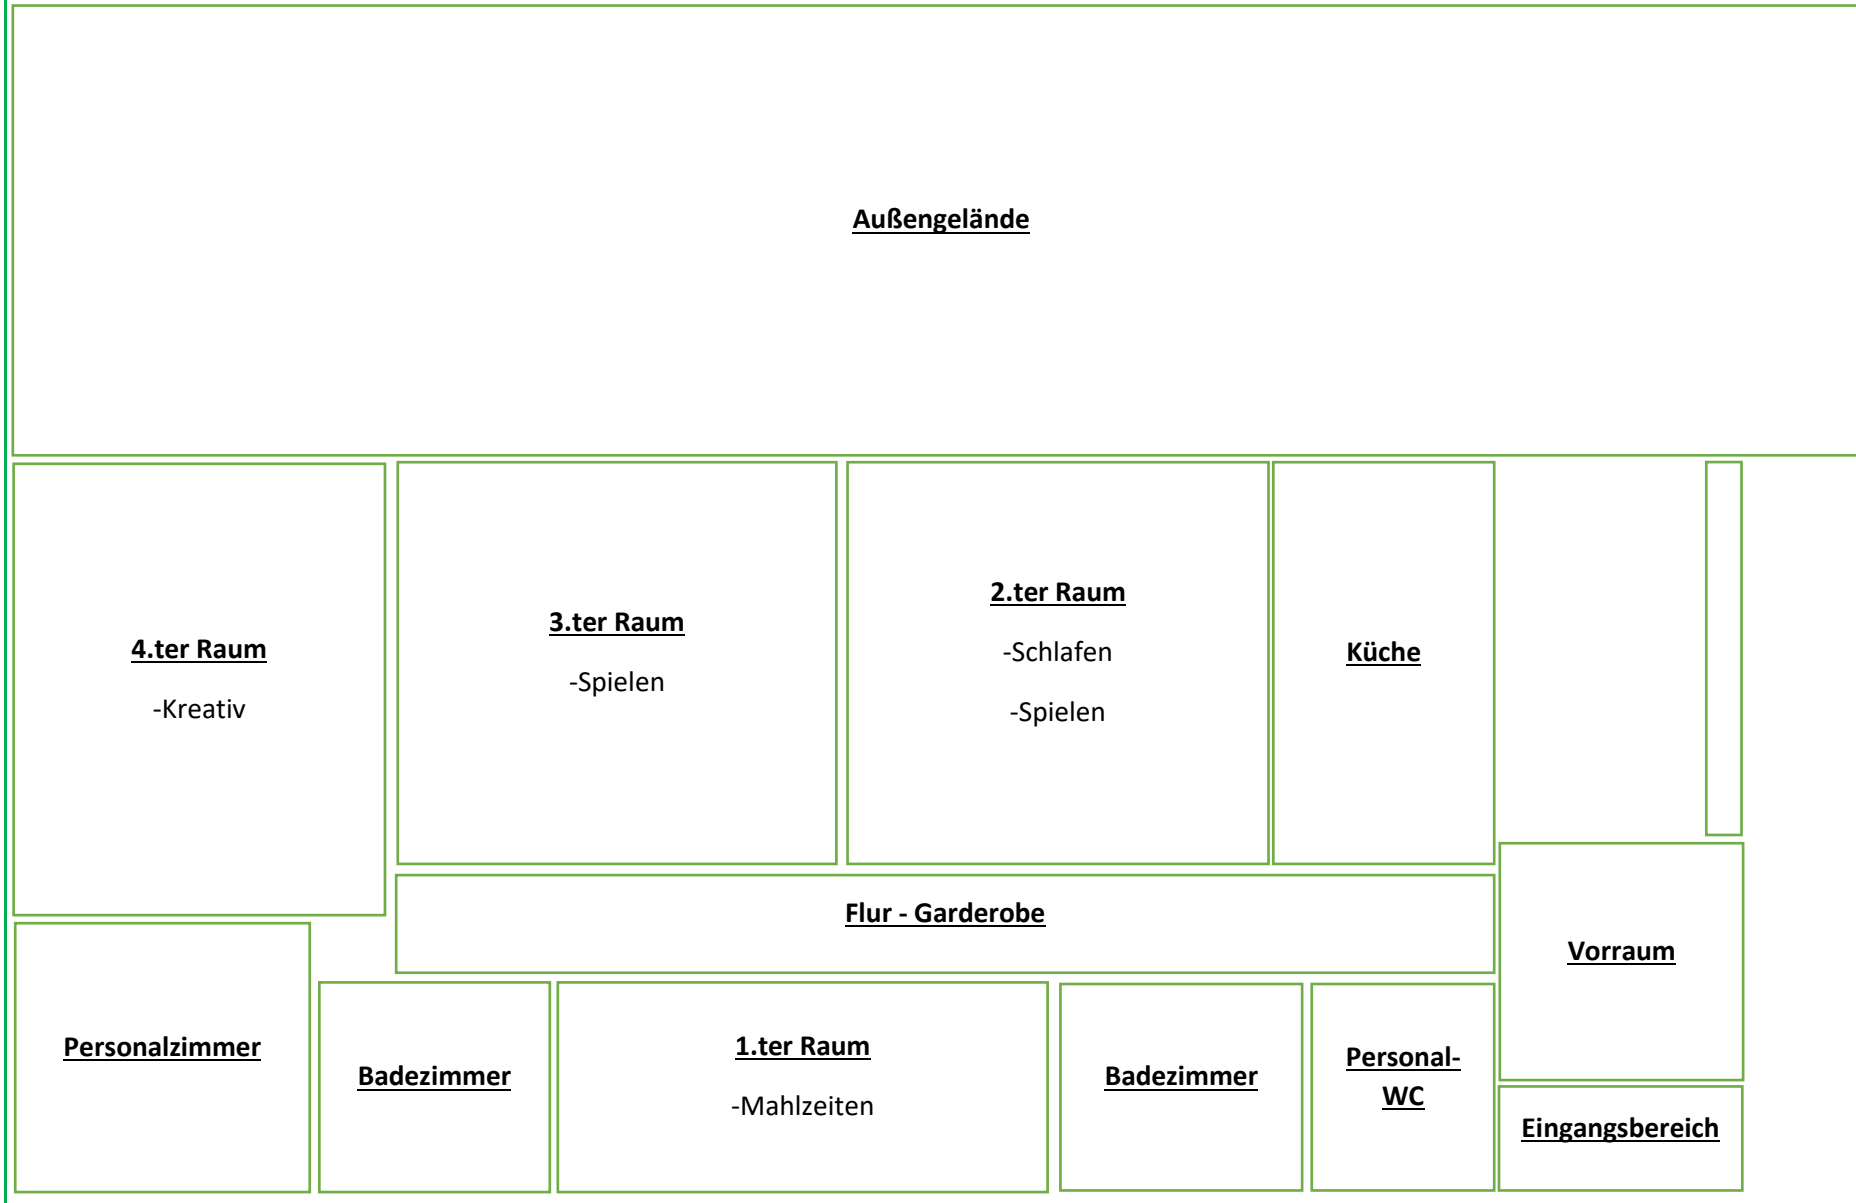 Außengelände
4.ter Raum
-Kreativ
3.ter Raum
-Spielen
2.ter Raum
-Schlafen
-Spielen
Küche
Flur - Garderobe
Vorraum
Personalzimmer
Badezimmer
1.ter Raum
-Mahlzeiten
Badezimmer
Personal-
WC
Eingangsbereich